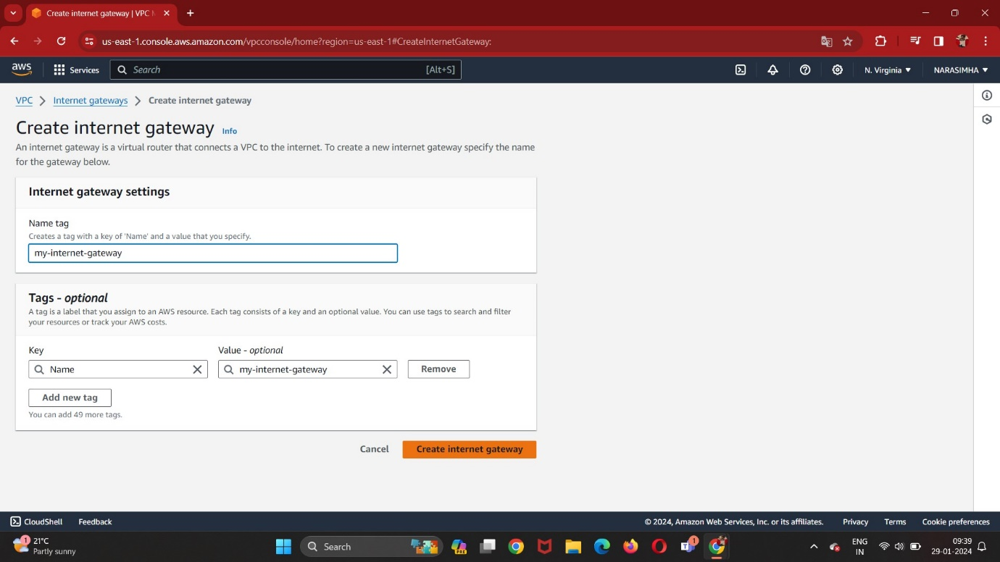 Create internet gateway | VPC
us-east-1.console.aws.amazon.com/vpcconsole/home?region=us-east-1#CreateInternetGateway:
aws Services Search [Alt+S] N. Virginia NARASIMHA
VPC Internet gateways Create internet gateway
Create internet gateway Info
An internet gateway is a virtual router that connects a VPC to the internet. To create a new internet gateway specify the name
for the gateway below.
Internet gateway settings
Name tag
Creates a tag with a key of 'Name' and a value that you specify.
my-internet-gateway
Tags - optional
A tag is a label that you assign to an AWS resource. Each tag consists of a key and an optional value. You can use tags to search and filter
your resources or track your AWS costs.
Key Value - optional
Name my-internet-gateway Remove
Add new tag
You can add 49 more tags.
Cancel Create internet gateway
CloudShell Feedback © 2024, Amazon Web Services, Inc. or its affiliates. Privacy Terms Cookie preferences
1 21°C
Partly sunny
Search PRE 1
ENG
IN
09:39
29-01-2024